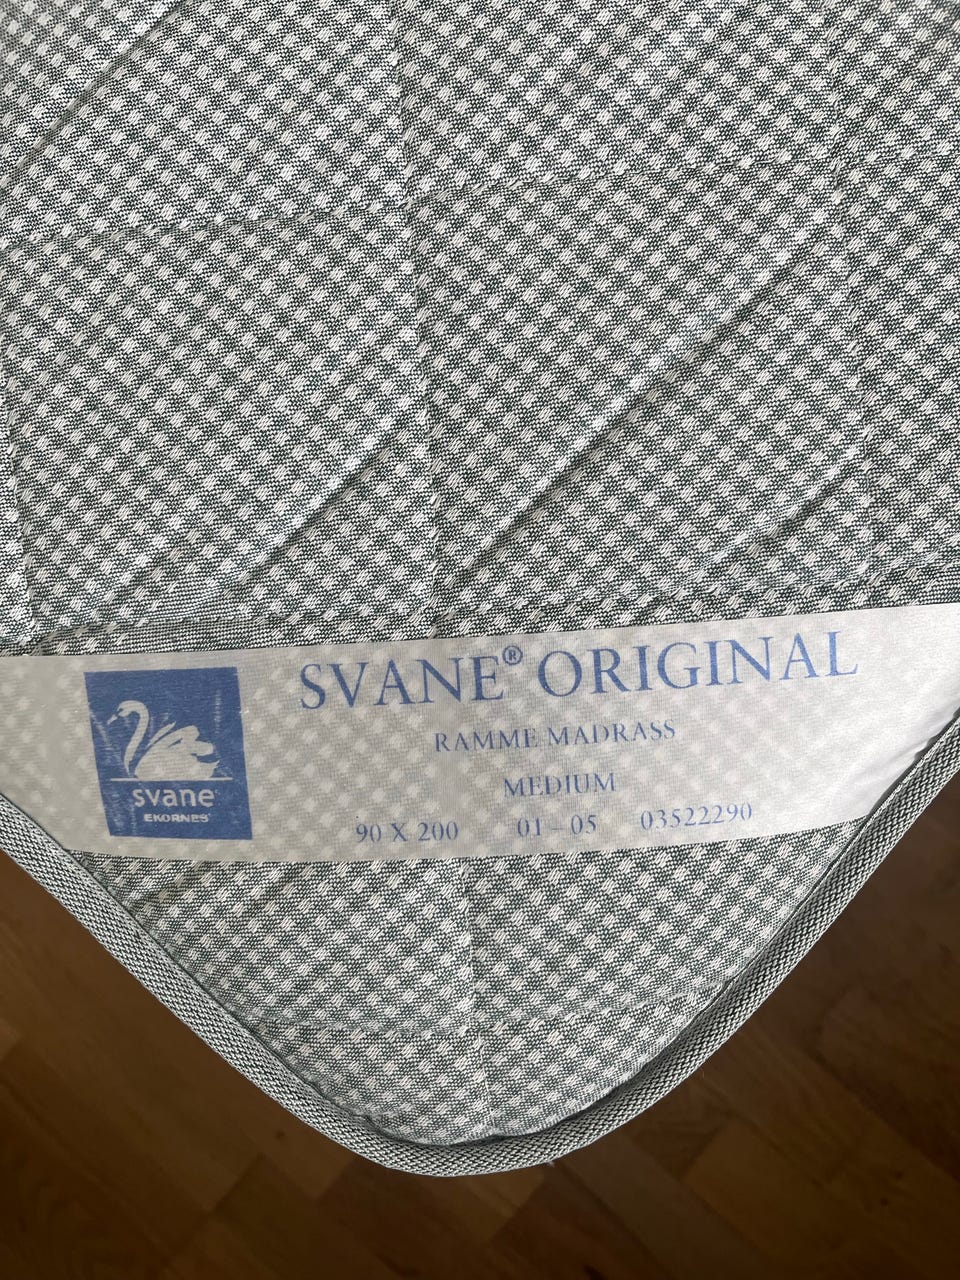 SVANE® ORIGINAL
RAMME MADRASS
MEDIUM
90 X 200 01-05 03522290
svane
EKORNES